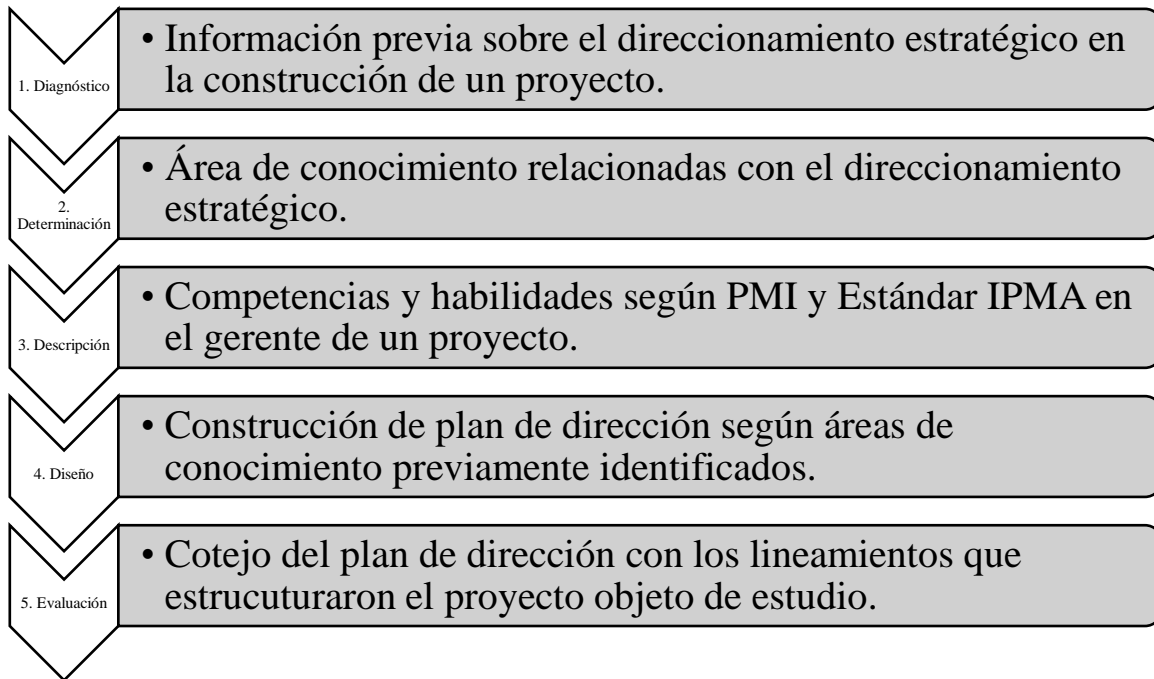 1. Diagnóstico
• Información previa sobre el direccionamiento estratégico en
la construcción de un proyecto.
2.
Determinación
• Área de conocimiento relacionadas con el direccionamiento
estratégico.
3. Descripción
• Competencias y habilidades según PMI y Estándar IPMA en
el gerente de un proyecto.
4. Diseño
• Construcción de plan de dirección según áreas de
conocimiento previamente identificados.
5. Evaluación
• Cotejo del plan de dirección con los lineamientos que
estrucuturaron el proyecto objeto de estudio.